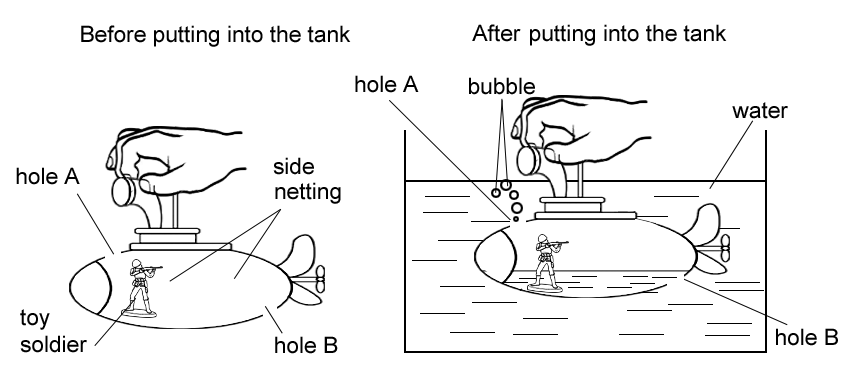 Before putting into the tank
After putting into the tank
hole A
bubble
water
hole A
side
netting
toy
soldier
hole B
hole B